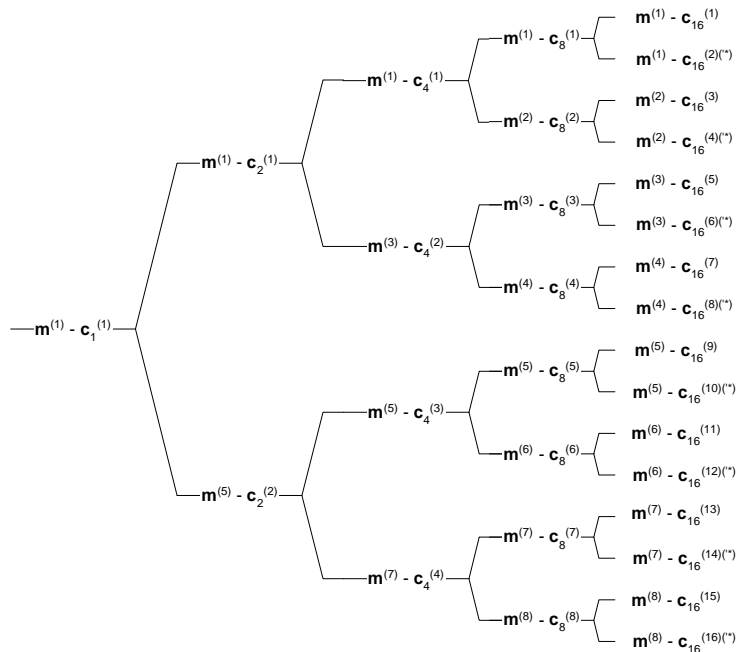 m(1) - c16(1)
m(1) - c8(1)
m(1) - c16(2)(*)
m(1) - c4(1)
m(2) - c16(3)
m(2) - c8(2)
m(2) - c16(4)(*)
m(1) - c2(1)
m(3) - c16(5)
m(3) - c8(3)
m(3) - c16(6)(*)
m(3) - c4(2)
m(4) - c16(7)
m(4) - c8(4)
m(4) - c16(8)(*)
m(1) - c1(1)
m(5) - c16(9)
m(5) - c8(5)
m(5) - c16(10)(*)
m(5) - c4(3)
m(6) - c16(11)
m(6) - c8(6)
m(6) - c16(12)(*)
m(5) - c2(2)
m(7) - c16(13)
m(7) - c8(7)
m(7) - c16(14)(*)
m(7) - c4(4)
m(8) - c16(15)
m(8) - c8(8)
m(8) - c16(16)(*)